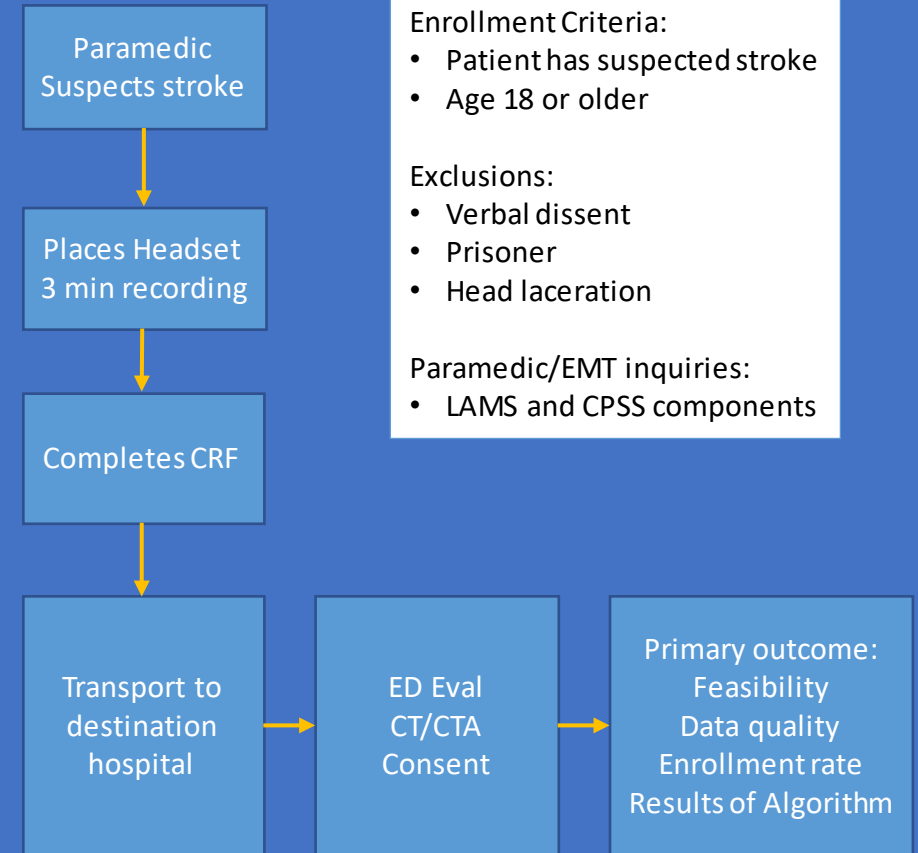 Paramedic
Suspects stroke
Places Headset
3 min recording
Completes CRF
Transport to
destination
hospital
ED Eval
CT/CTA
Consent
Primary outcome:
Feasibility
Data quality
Enrollment rate
Results of Algorithm
Enrollment Criteria:
• Patient has suspected stroke
• Age 18 or older
Exclusions:
• Verbal dissent
• Prisoner
• Head laceration
Paramedic/EMT inquiries:
• LAMS and CPSS components